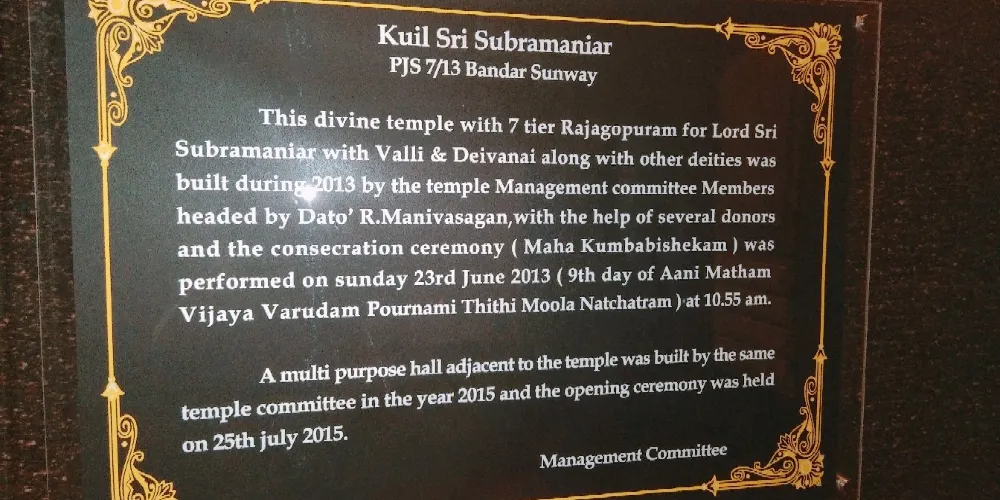 Kuil Sri Subramaniar
PJS 7/13 Bandar Sunway
This divine temple with 7 tier Rajagopuram for Lord Sri
Subramaniar with Valli & Deivanai along with other deities was
built during 2013 by the temple Management committee Members
headed by Dato' R.Manivasagan,with the help of several donors
and the consecration ceremony ( Maha Kumbabishekam ) was
performed on sunday 23rd June 2013 ( 9th day of Aani Matham
Vijaya Varudam Pournami Thithi Moola Natchatram ) at 10.55 am.
A multi purpose hall adjacent to the temple was built by the same
temple committee in the year 2015 and the opening ceremony was held
on 25th july 2015.
Management Committee